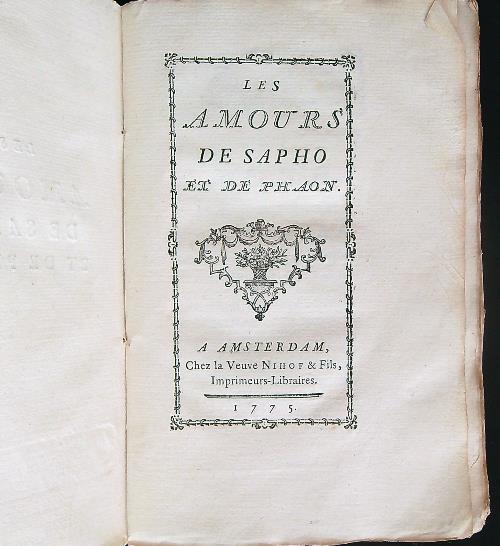 LES
AMOURS
DE SAPHO
ET DE PHAON.
A AMSTERDAM,
Chez la Veuve NIHOF & Fils,
Imprimeurs-Libraires.
1775.